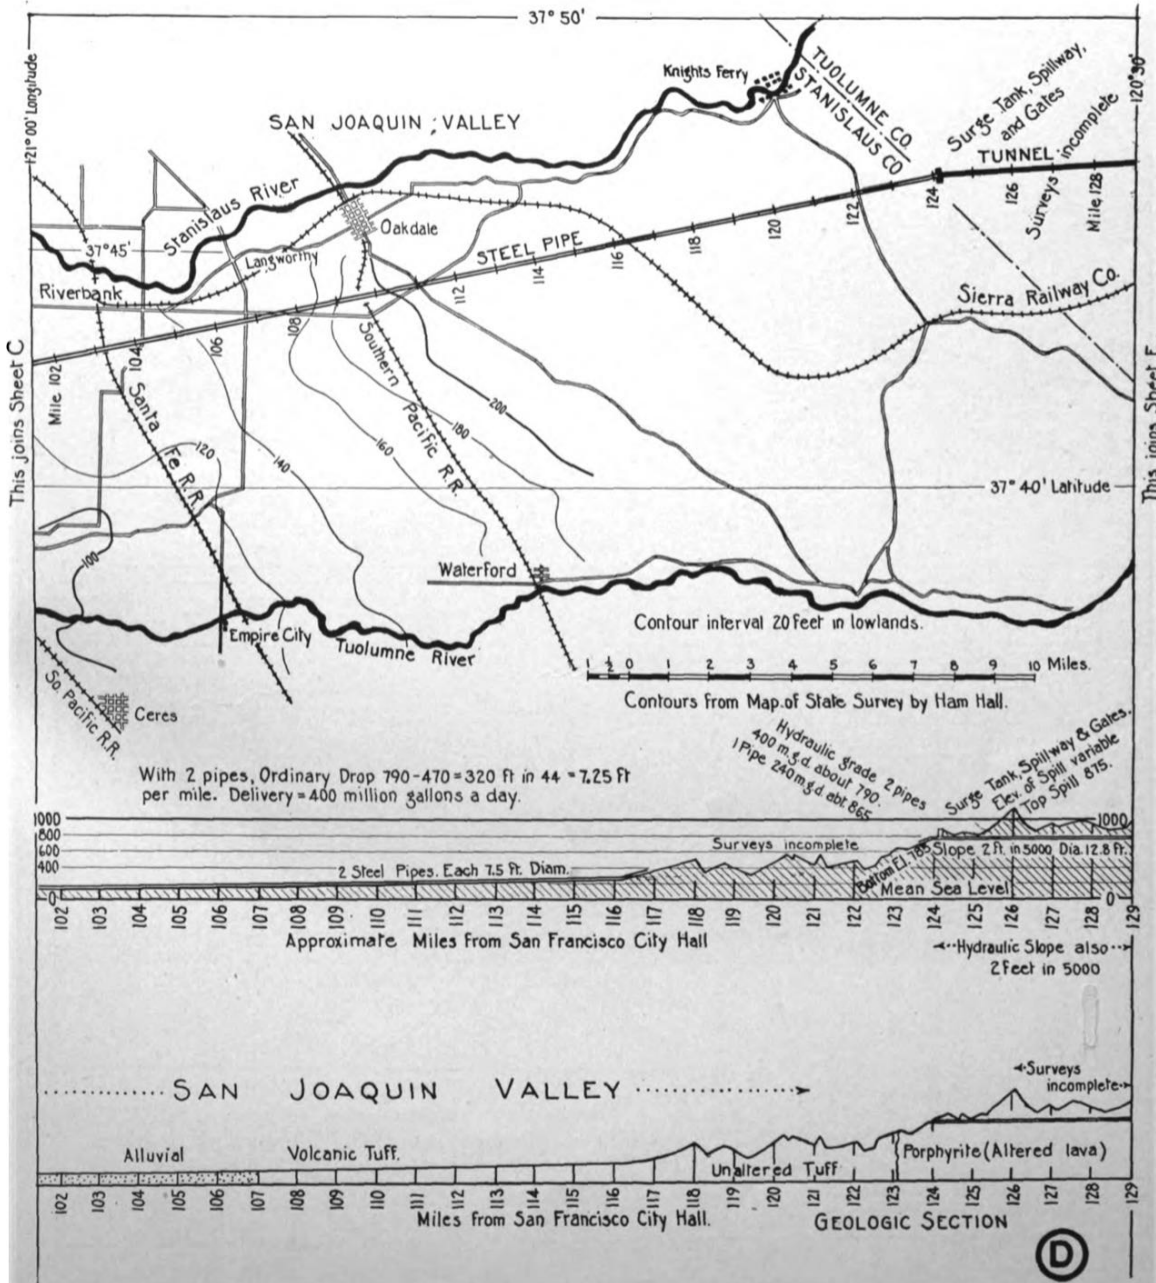 37° 50'
121° 00' Longitude
120° 30'
Knights Ferry
TUOLUMNE CO.
STANISLAUS CO
Surge Tank, Spillway,
and Gates
SAN JOAQUIN VALLEY
TUNNEL
Surveys incomplete
124
126
Mile 128
Stanislaus River
Oakdale
122
120
118
116
114
112
STEEL PIPE
37° 45'
Langworthy
Riverbank
Sierra Railway Co.
108
106
104
Mile 102
Southern
Pacific R.R.
Santa
Fe R.R.
200
180
160
140
120
100
This joins Sheet C
This joins Sheet
37° 40' Latitude
Waterford
Empire City
Tuolumne River
Contour interval 20 feet in lowlands.
1 ½ 0 1 2 3 4 5 6 7 8 9 10 Miles.
Contours from Map of State Survey by Ham Hall.
So. Pacific R.R.
Ceres
With 2 pipes, Ordinary Drop 790-470=320 ft in 44 = 7.25 ft
per mile. Delivery = 400 million gallons a day.
Hydraulic grade 2 pipes
400 m.g.d. about 790.
1 Pipe 240 m.g.d. abt 865.
Surge Tank, Spillway & Gates.
Elev. of Spill variable
Top Spill 875.
1000
800
600
400
0
1000
0
Surveys incomplete
2 Steel Pipes. Each 7.5 ft. Diam.
Bottom El. 785
Slope 2 ft. in 5000 Dia. 12.8 ft.
Mean Sea Level
102 103 104 105 106 107 108 109 110 111 112 113 114 115 116 117 118 119 120 121 122 123 124 125 126 127 128 129
Approximate Miles from San Francisco City Hall
Hydraulic Slope also
2 Feet in 5000
SAN JOAQUIN VALLEY
Surveys
incomplete
Alluvial
Volcanic Tuff.
Unaltered Tuff
Porphyrite (Altered lava)
102 103 104 105 106 107 108 109 110 111 112 113 114 115 116 117 118 119 120 121 122 123 124 125 126 127 128 129
Miles from San Francisco City Hall.
GEOLOGIC SECTION
D